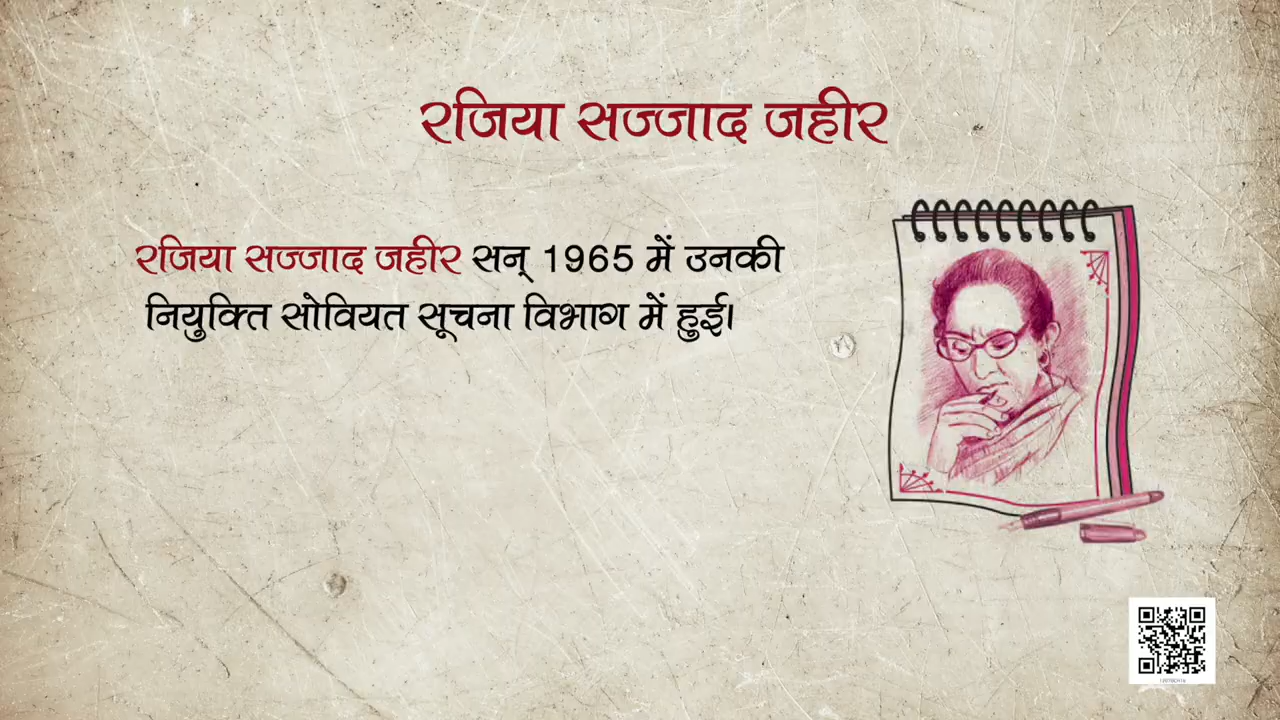 रजिया सज्जाद जहीर
रजिया सज्जाद जहीर सन् 1965 में उनकी
नियुक्ति सोवियत सूचना विभाग में हुई।